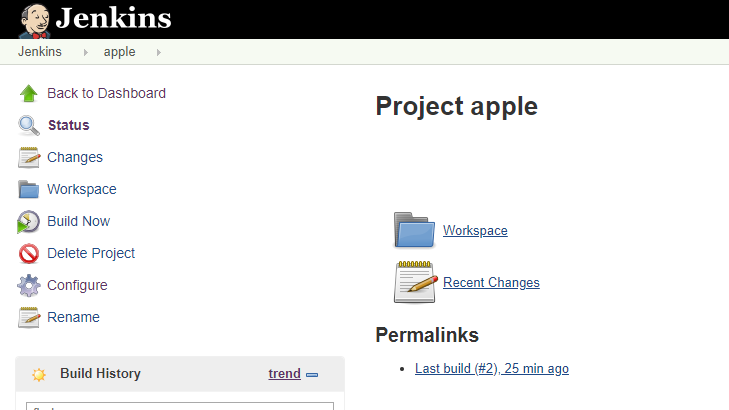 Jenkins
Jenkins apple
Back to Dashboard
Status
Changes
Workspace
Build Now
Delete Project
Configure
Rename
Build History trend
Project apple
Workspace
Recent Changes
Permalinks
Last build (#2), 25 min ago